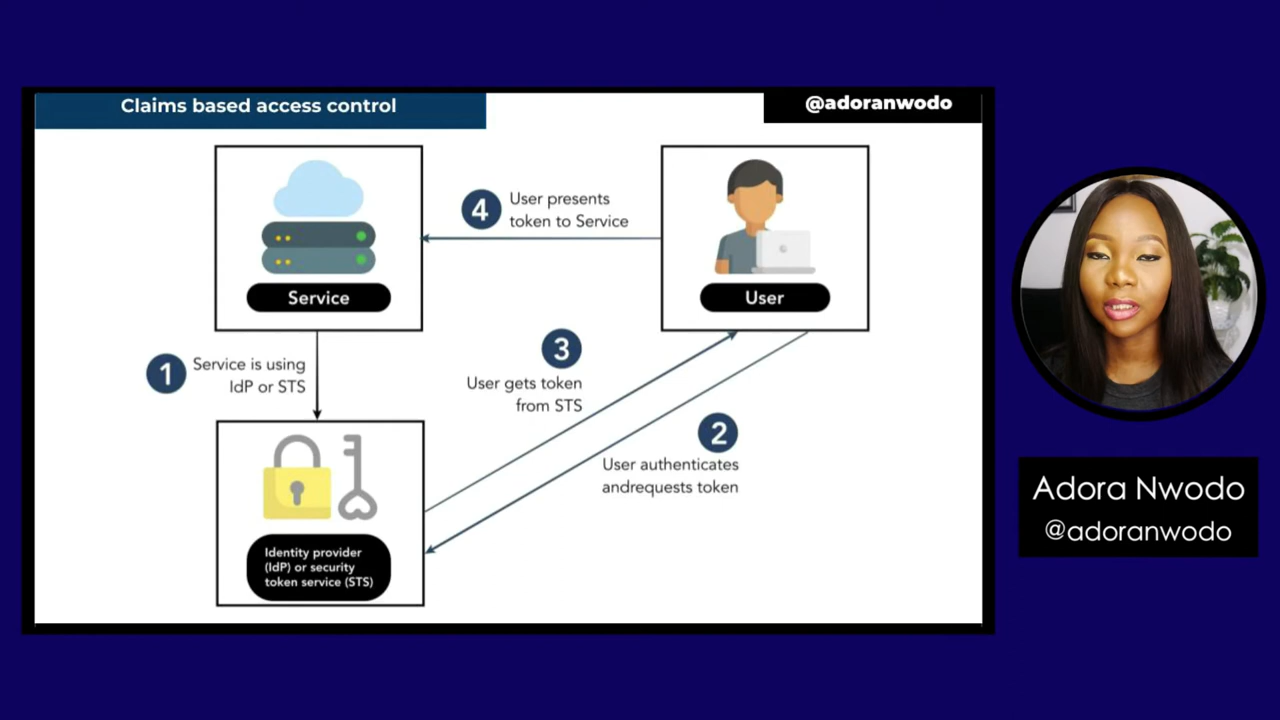 Claims based access control
@adoranwodo
4
User presents
token to Service
Service
User
1
Service is using
IdP or STS
3
User gets token
from STS
2
User authenticates
andrequests token
Identity provider
(IdP) or security
token service (STS)
Adora Nwodo
@adoranwodo